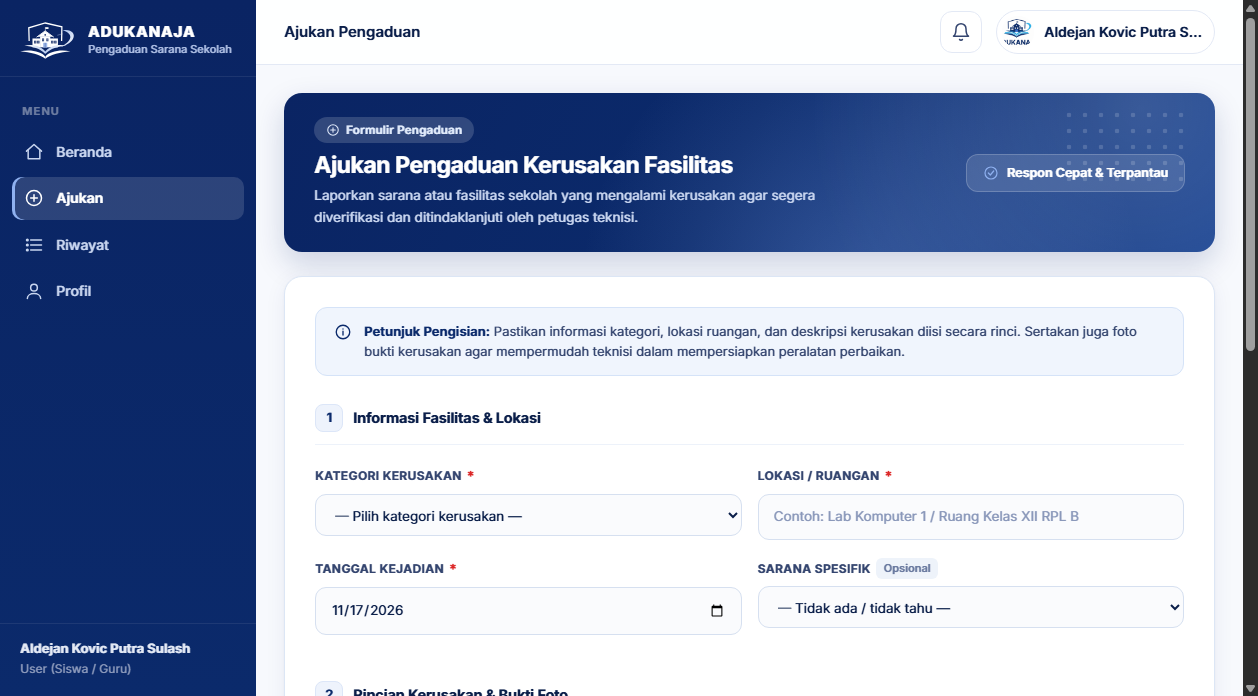 ADUKANAJA
Pengaduan Sarana Sekolah
MENU
Beranda
Ajukan
Riwayat
Profil
Aldejan Kovic Putra Sulash
User (Siswa / Guru)
Ajukan Pengaduan
Aldejan Kovic Putra S...
Formulir Pengaduan
Ajukan Pengaduan Kerusakan Fasilitas
Laporkan sarana atau fasilitas sekolah yang mengalami kerusakan agar segera
diverifikasi dan ditindaklanjuti oleh petugas teknisi.
Respon Cepat & Terpantau
Petunjuk Pengisian: Pastikan informasi kategori, lokasi ruangan, dan deskripsi kerusakan diisi secara rinci. Sertakan juga foto
bukti kerusakan agar mempermudah teknisi dalam mempersiapkan peralatan perbaikan.
1 Informasi Fasilitas & Lokasi
KATEGORI KERUSAKAN *
— Pilih kategori kerusakan —
LOKASI / RUANGAN *
Contoh: Lab Komputer 1 / Ruang Kelas XII RPL B
TANGGAL KEJADIAN *
11/17/2026
SARANA SPESIFIK Opsional
— Tidak ada / tidak tahu —
2 Rincian Kerusakan & Bukti Foto